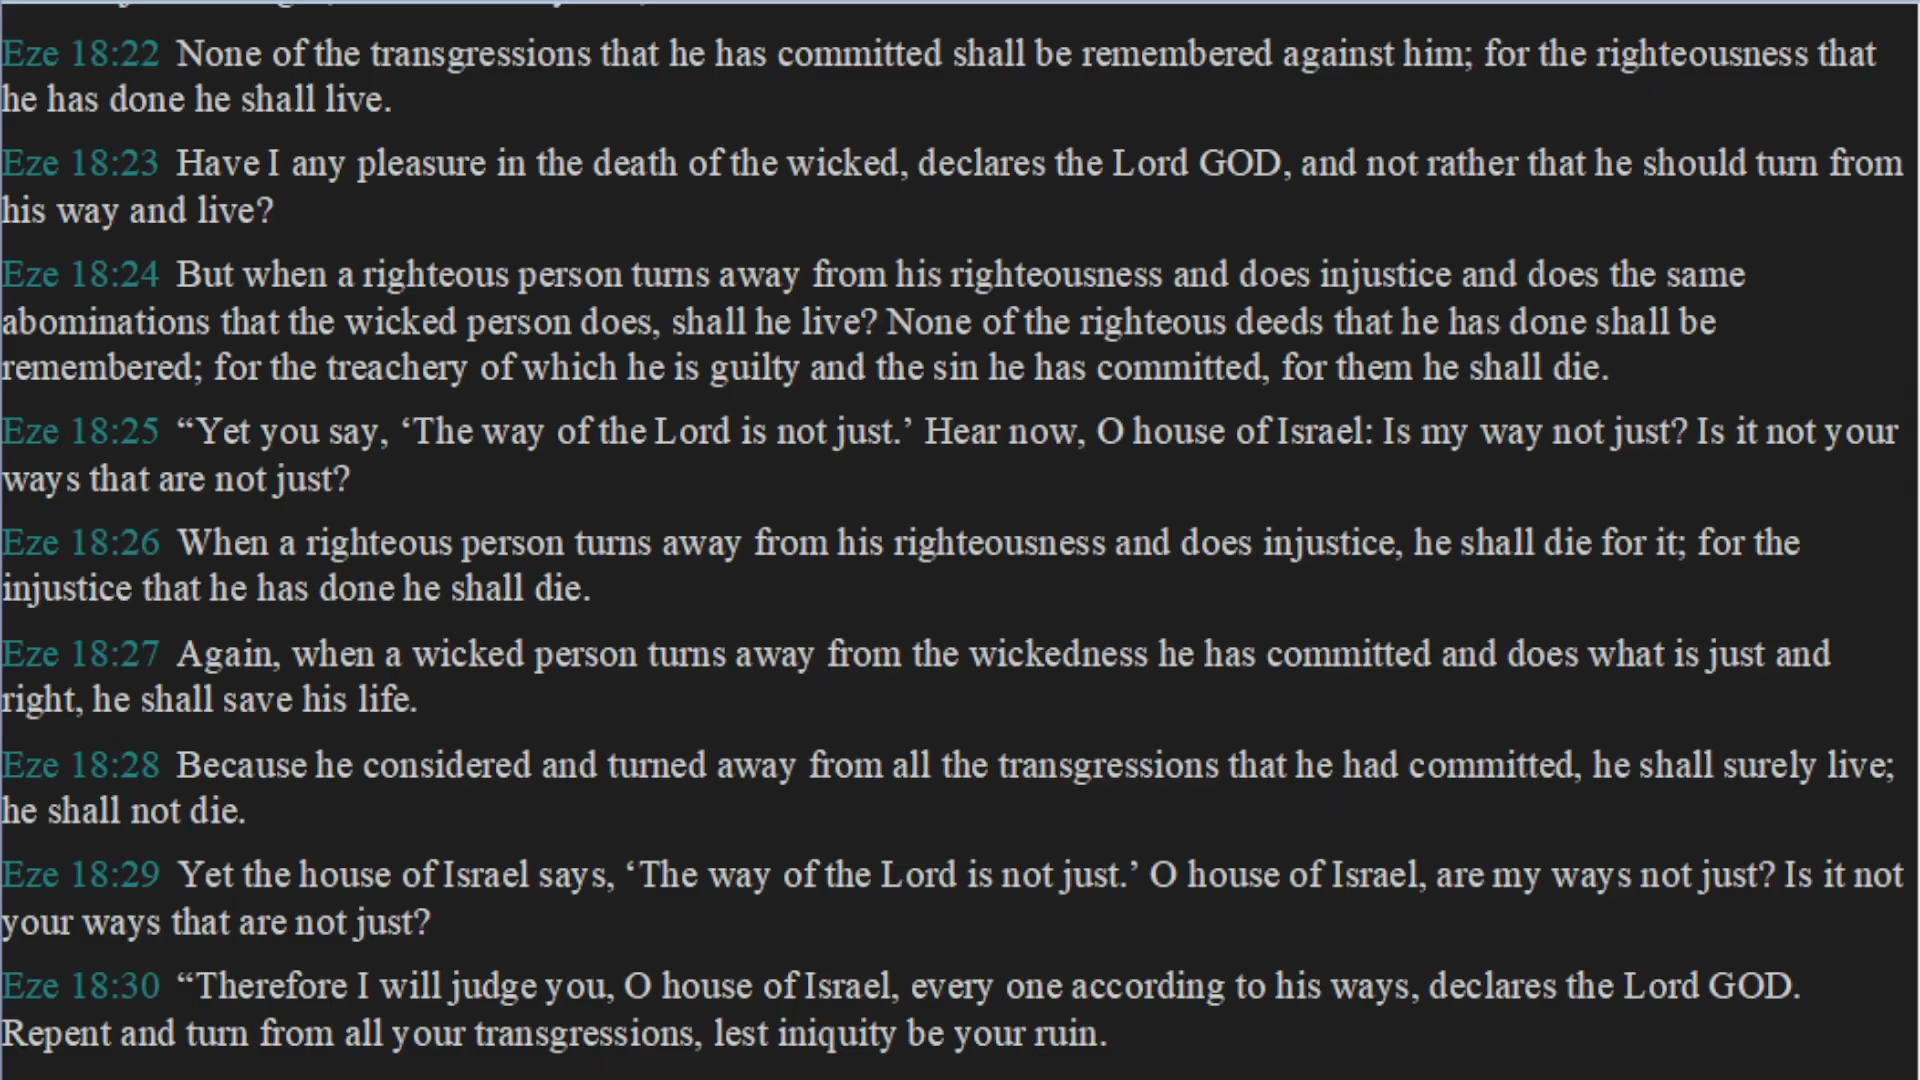 Eze 18:22 None of the transgressions that he has committed shall be remembered against him; for the righteousness that
he has done he shall live.
Eze 18:23 Have I any pleasure in the death of the wicked, declares the Lord GOD, and not rather that he should turn from
his way and live?
Eze 18:24 But when a righteous person turns away from his righteousness and does injustice and does the same
abominations that the wicked person does, shall he live? None of the righteous deeds that he has done shall be
remembered; for the treachery of which he is guilty and the sin he has committed, for them he shall die.
Eze 18:25 “Yet you say, ‘The way of the Lord is not just.’ Hear now, O house of Israel: Is my way not just? Is it not your
ways that are not just?
Eze 18:26 When a righteous person turns away from his righteousness and does injustice, he shall die for it; for the
injustice that he has done he shall die.
Eze 18:27 Again, when a wicked person turns away from the wickedness he has committed and does what is just and
right, he shall save his life.
Eze 18:28 Because he considered and turned away from all the transgressions that he had committed, he shall surely live;
he shall not die.
Eze 18:29 Yet the house of Israel says, ‘The way of the Lord is not just.’ O house of Israel, are my ways not just? Is it not
your ways that are not just?
Eze 18:30 “Therefore I will judge you, O house of Israel, every one according to his ways, declares the Lord GOD.
Repent and turn from all your transgressions, lest iniquity be your ruin.